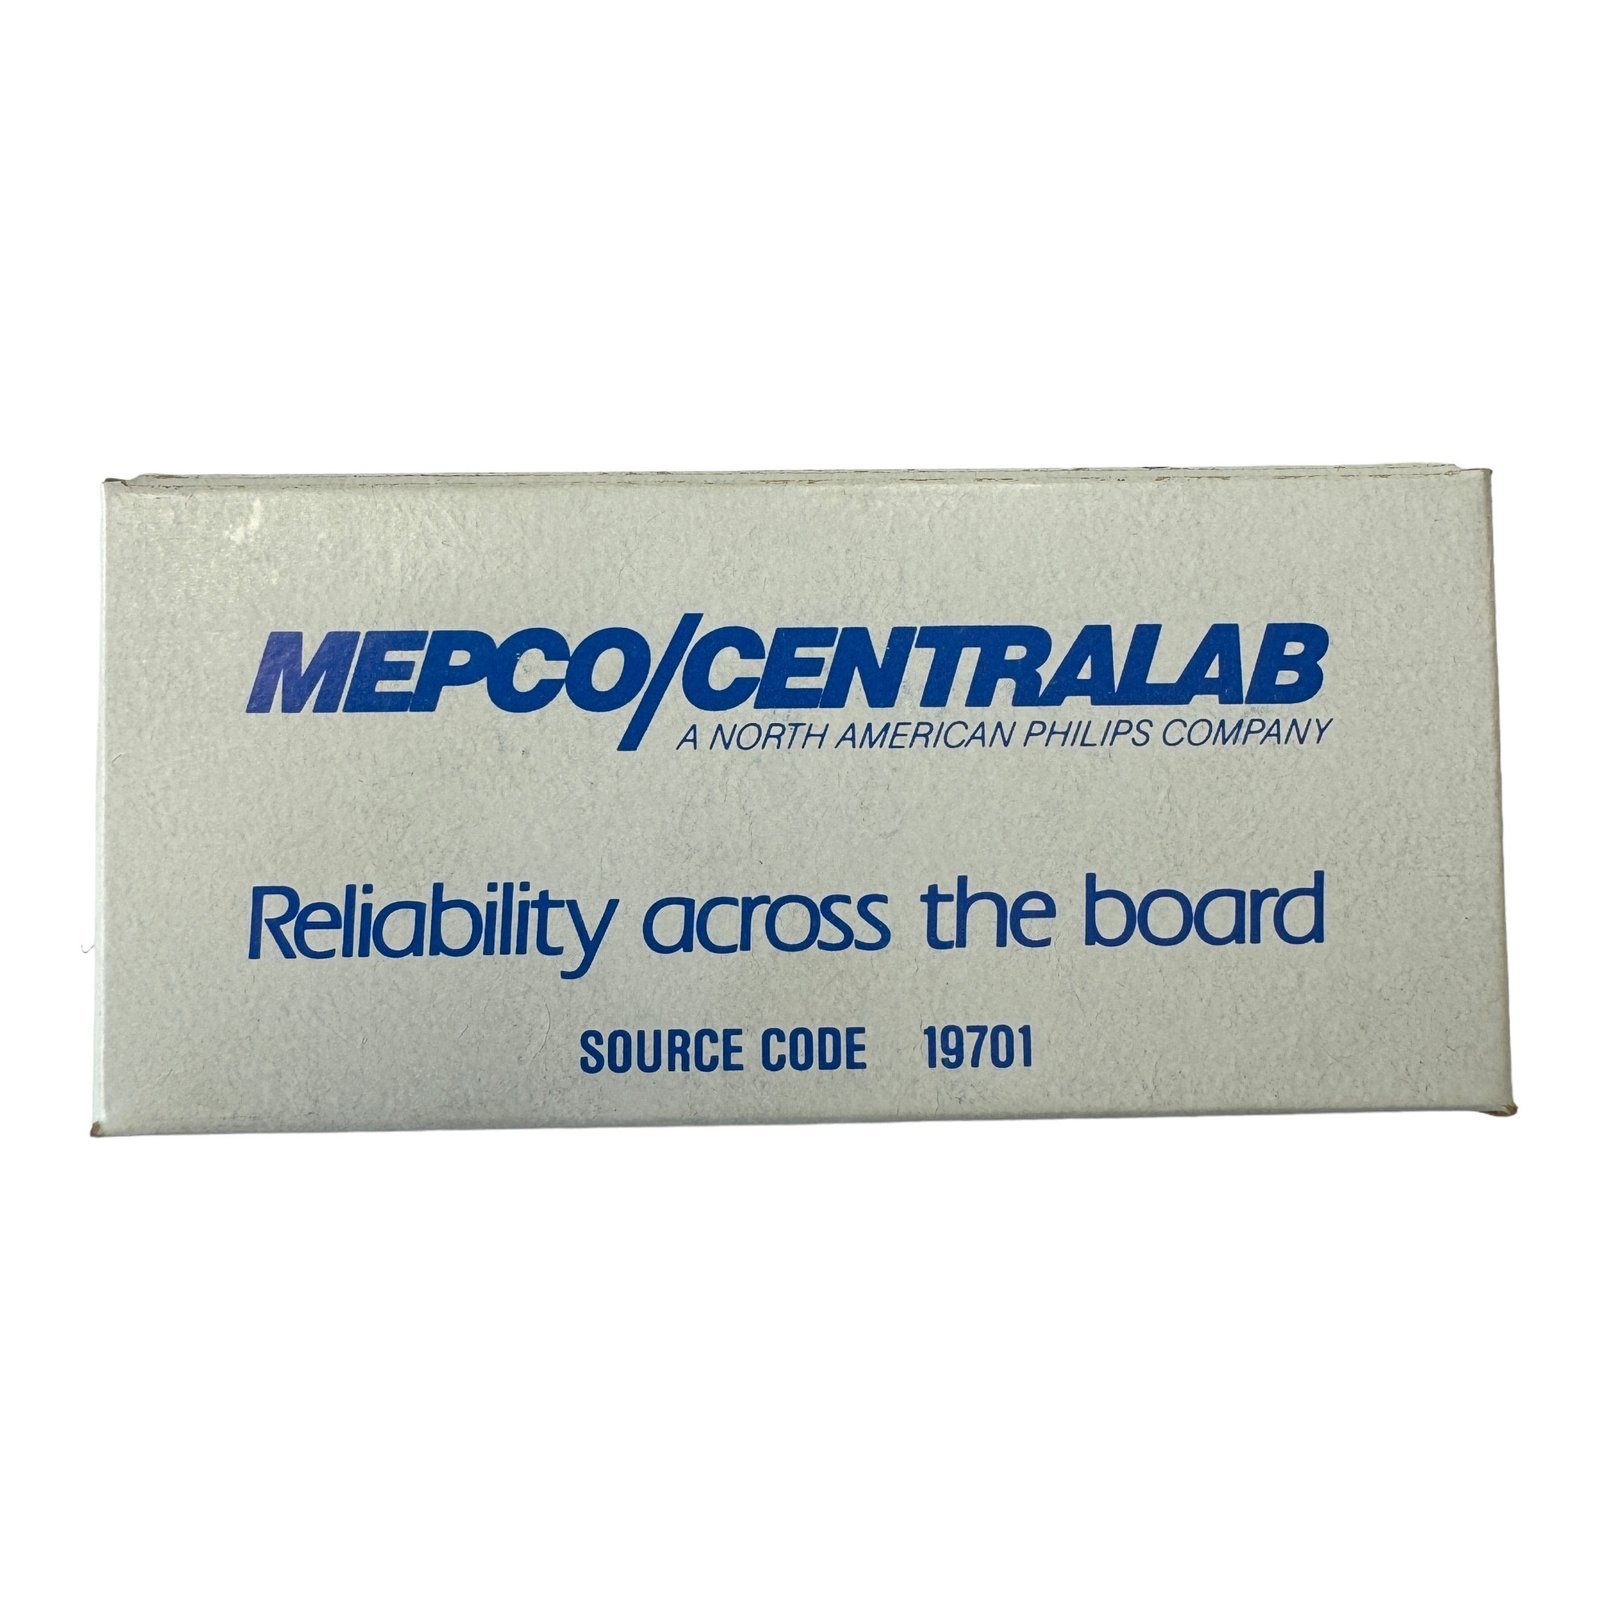 MEPCO/CENTRALAB
A NORTH AMERICAN PHILIPS COMPANY
Reliability across the board
SOURCE CODE 19701